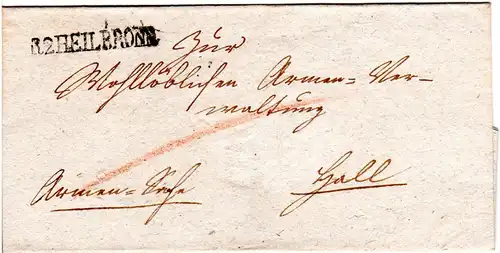 R.2.HEILBRONN
Zur
Wohllöblichen Armen=Ver=
waltung
Armen=Sache
Hall